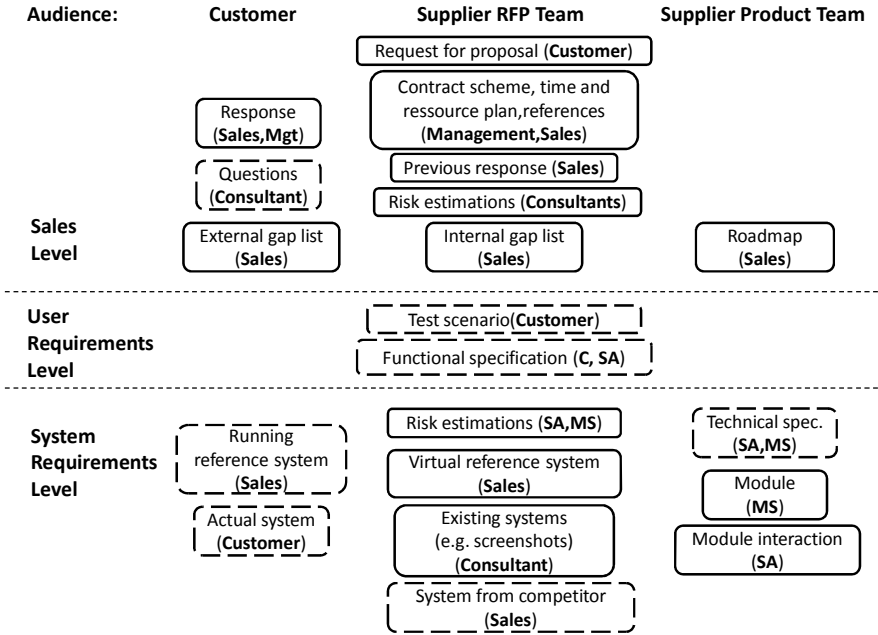 Audience:
Customer
Supplier RFP Team
Supplier Product Team
Request for proposal (Customer)
Contract scheme, time and
ressource plan,references
(Management,Sales)
Response
(Sales,Mgt)
Previous response (Sales)
Questions
(Consultant)
Risk estimations (Consultants)
Sales
Level
External gap list
(Sales)
Internal gap list
(Sales)
Roadmap
(Sales)
User
Requirements
Level
Test scenario(Customer)
Functional specification (C, SA)
System
Requirements
Level
Running
reference system
(Sales)
Actual system
(Customer)
Risk estimations (SA,MS)
Virtual reference system
(Sales)
Existing systems
(e.g. screenshots)
(Consultant)
System from competitor
(Sales)
Technical spec.
(SA,MS)
Module
(MS)
Module interaction
(SA)